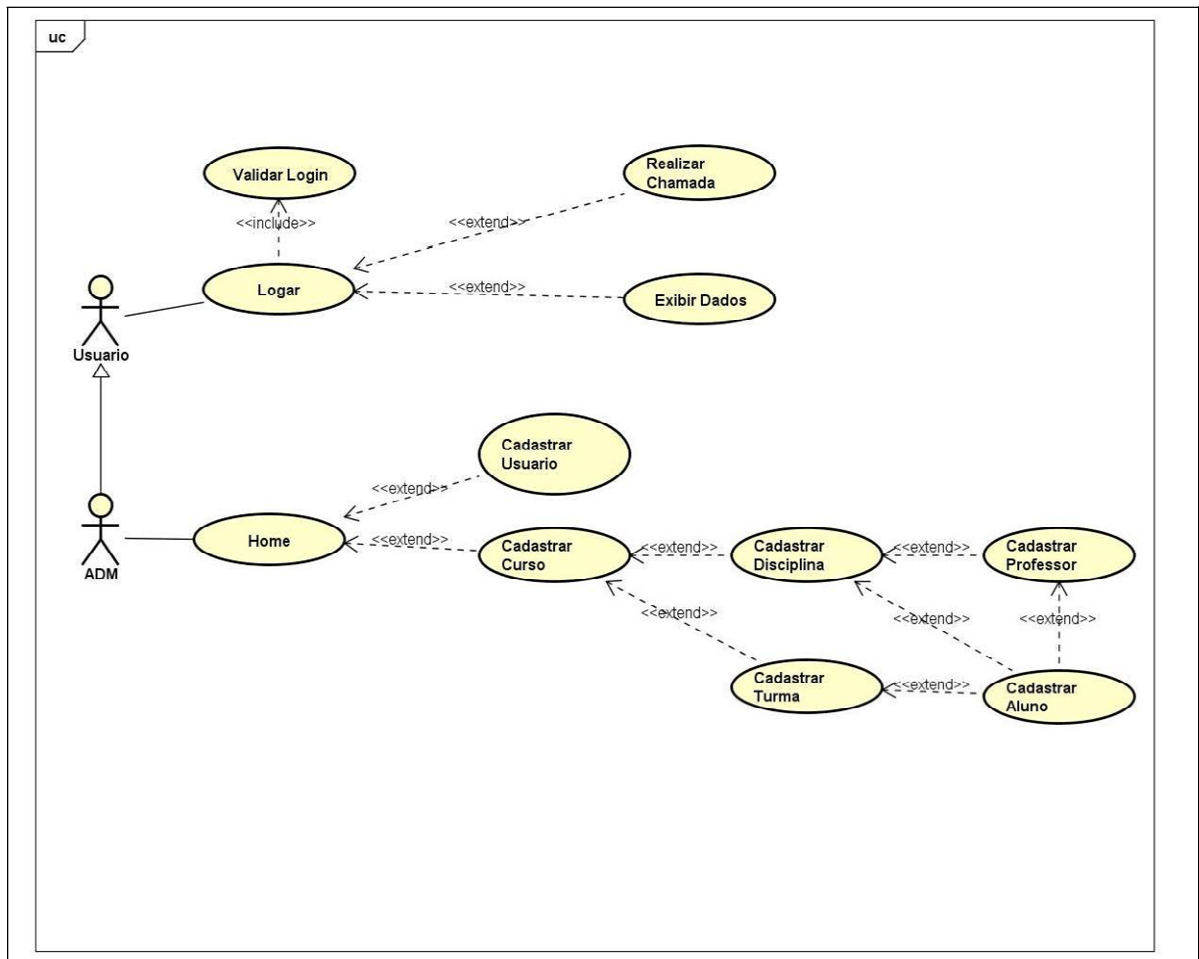 uc
Validar Login
Realizar
Chamada
<<include>>
<<extend>>
Logar
<<extend>>
Exibir Dados
Usuario
Cadastrar
Usuario
<<extend>>
ADM
Home
<<extend>>
Cadastrar
Curso
<<extend>>
Cadastrar
Disciplina
<<extend>>
Cadastrar
Professor
<<extend>>
<<extend>>
<<extend>>
Cadastrar
Turma
<<extend>>
Cadastrar
Aluno